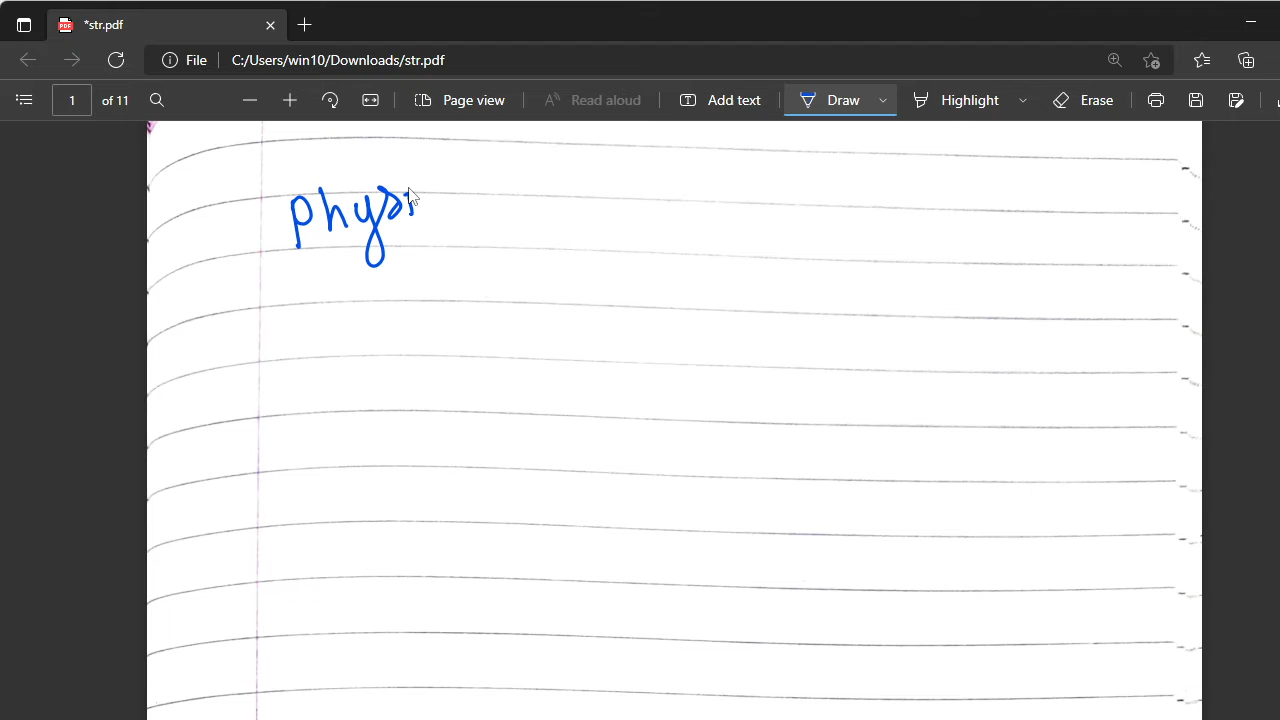 *str.pdf
File C:/Users/win10/Downloads/str.pdf
1 of 11 Page view Read aloud Add text Draw Highlight Erase
physi